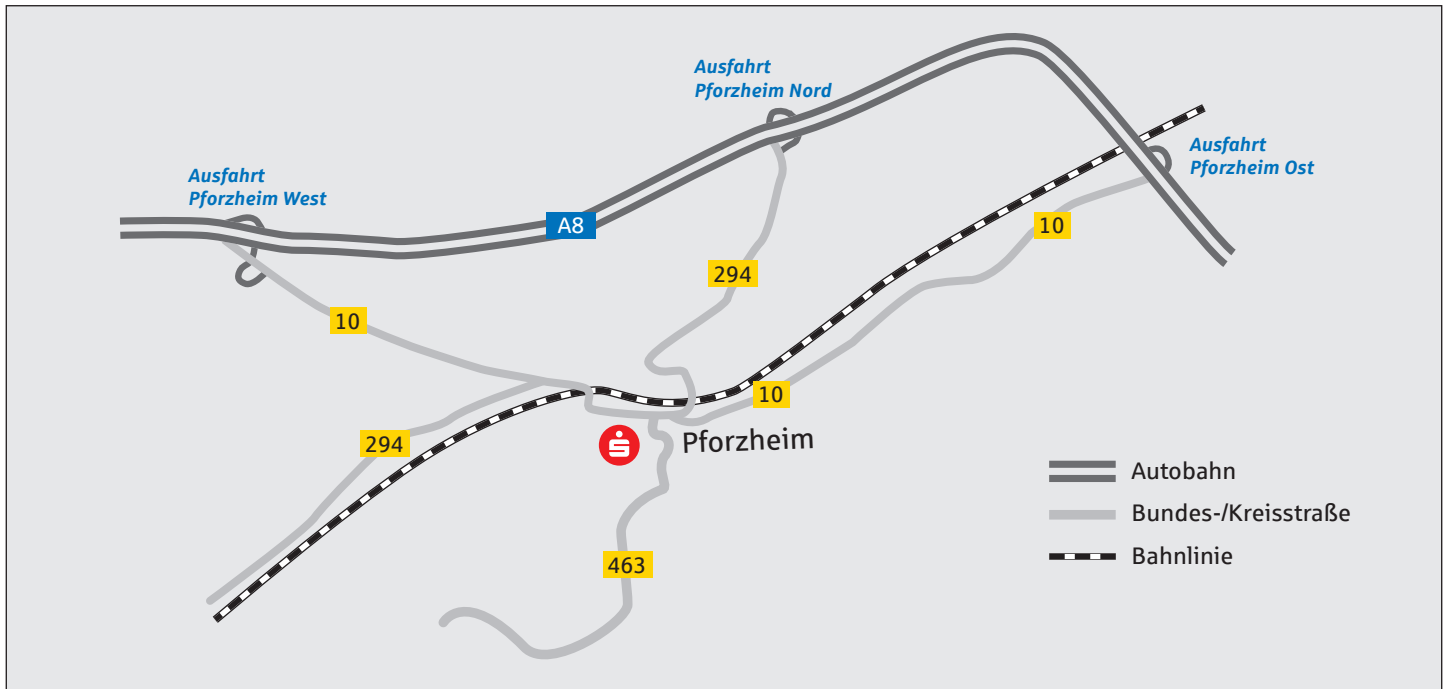 Ausfahrt
Pforzheim Nord
Ausfahrt
Pforzheim Ost
Ausfahrt
Pforzheim West
A8
10
294
10
10
294
Pforzheim
463
Autobahn
Bundes-/Kreisstraße
Bahnlinie